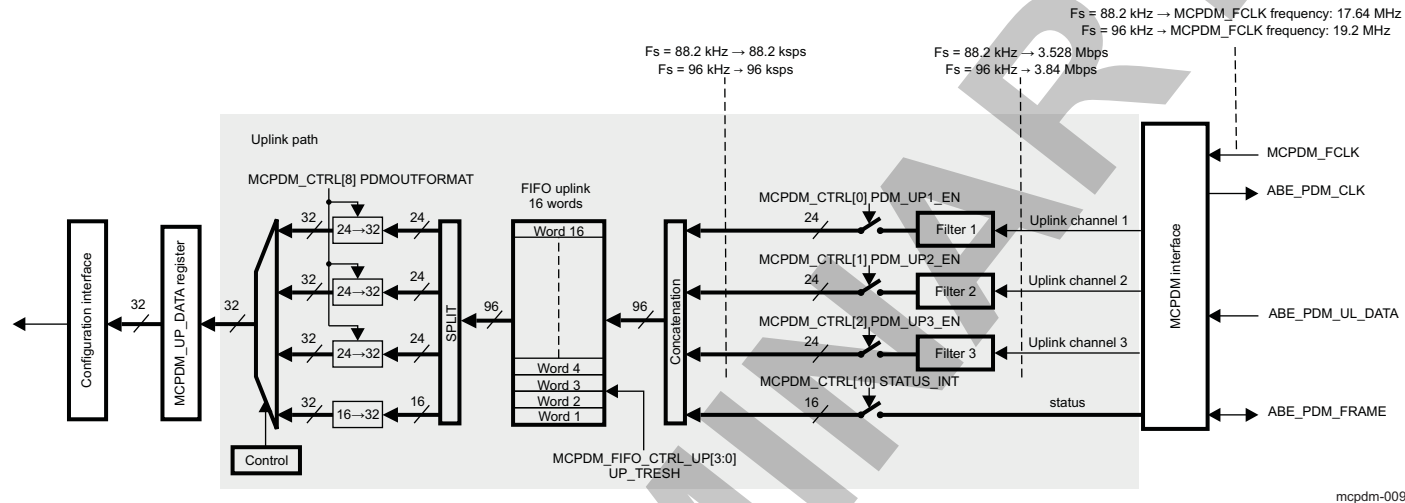 Fs = 88.2 kHz → MCPDM_FCLK frequency: 17.64 MHz
Fs = 96 kHz → MCPDM_FCLK frequency: 19.2 MHz
Fs = 88.2 kHz → 88.2 ksps
Fs = 96 kHz → 96 ksps
Fs = 88.2 kHz → 3.528 Mbps
Fs = 96 kHz → 3.84 Mbps
Uplink path
MCPDM_CTRL[8] PDMOUTFORMAT
FIFO uplink
16 words
Configuration interface
32
MCPDM_UP_DATA register
32
32
24→32
24
32
24→32
24
32
24→32
24
32
16→32
16
Control
SPLIT
96
Word 16
Word 4
Word 3
Word 2
Word 1
MCPDM_FIFO_CTRL_UP[3:0]
UP_TRESH
96
Concatenation
MCPDM_CTRL[0] PDM_UP1_EN
24
Filter 1
Uplink channel 1
MCPDM_CTRL[1] PDM_UP2_EN
24
Filter 2
Uplink channel 2
MCPDM_CTRL[2] PDM_UP3_EN
24
Filter 3
Uplink channel 3
MCPDM_CTRL[10] STATUS_INT
16
status
MCPDM interface
MCPDM_FCLK
ABE_PDM_CLK
ABE_PDM_UL_DATA
ABE_PDM_FRAME
mcpdm-009